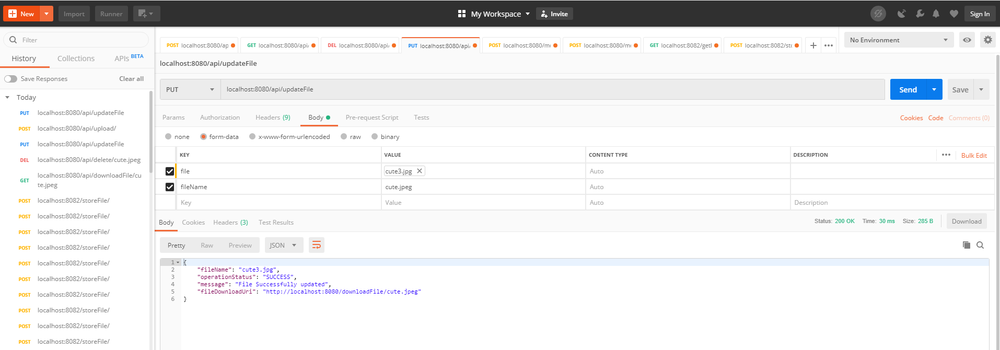 New Import Runner My Workspace Invite Sign In
Filter
History Collections APIs BETA
Save Responses Clear all
Today
PUT localhost:8080/api/updateFile
POST localhost:8080/api/upload/
PUT localhost:8080/api/updateFile
DEL localhost:8080/api/delete/cute.jpeg
GET localhost:8080/api/downloadFile/cu
te.jpeg
POST localhost:8082/storeFile/
POST localhost:8082/storeFile/
POST localhost:8082/storeFile/
POST localhost:8082/storeFile/
POST localhost:8082/storeFile/
POST localhost:8082/storeFile/
POST localhost:8082/storeFile/
POST localhost:8082/storeFile/
POST localhost:8082/storeFile/
POST localhost:8082/storeFile/
POST localhost:8080/ap GET localhost:8080/api/ DEL localhost:8080/api/ PUT localhost:8080/api/ POST localhost:8080/m POST localhost:8080/m GET localhost:8082/get POST localhost:8082/st No Environment
localhost:8080/api/updateFile
PUT localhost:8080/api/updateFile Send Save
Params Authorization Headers (9) Body Pre-request Script Tests Cookies Code Comments (0)
none form-data x-www-form-urlencoded raw binary
KEY VALUE CONTENT TYPE DESCRIPTION Bulk Edit
file cute3.jpg Auto
fileName cute.jpeg Auto
Key Value Auto Description
Body Cookies Headers (3) Test Results Status: 200 OK Time: 30 ms Size: 285 B Download
Pretty Raw Preview JSON
1 {
2 "fileName": "cute3.jpg",
3 "operationStatus": "SUCCESS",
4 "message": "File Successfully updated",
5 "fileDownloadUri": "http://localhost:8080/downloadFile/cute.jpeg"
6 }